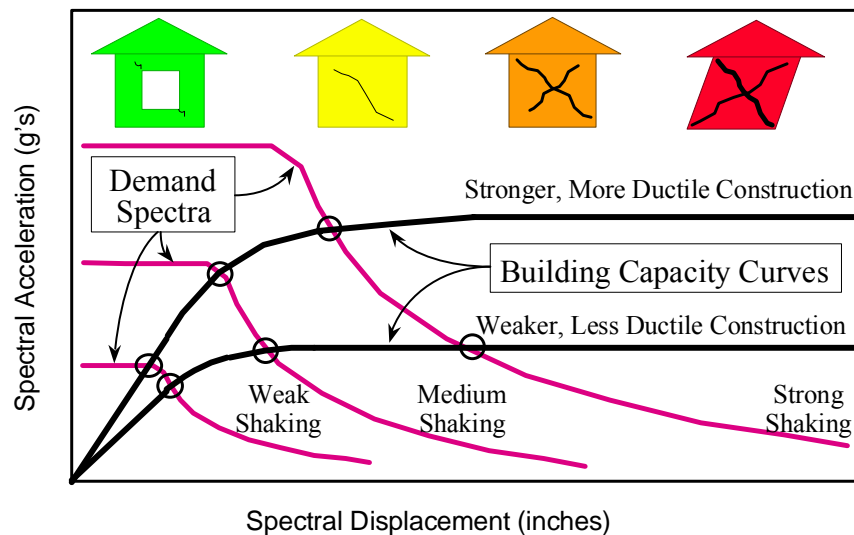 Spectral Acceleration (g's)
Demand
Spectra
Stronger, More Ductile Construction
Building Capacity Curves
Weaker, Less Ductile Construction
Weak
Shaking
Medium
Shaking
Strong
Shaking
Spectral Displacement (inches)